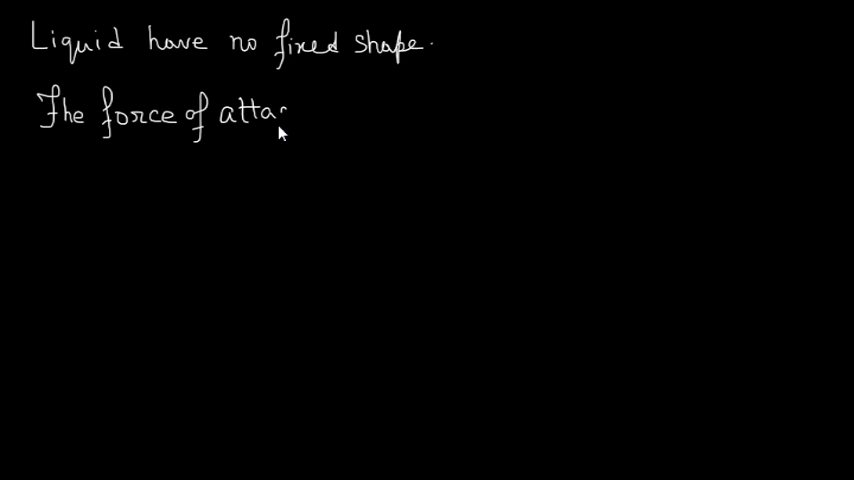 Liquid have no fixed shape.
The force of atta